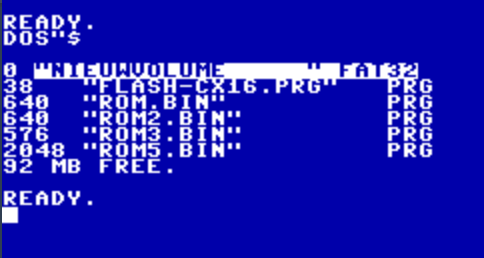 READY.
DOS"$
0 "NIEUWVOLUME      " FAT32
38   "FLASH-CX16.PRG"   PRG
640  "ROM.BIN"          PRG
640  "ROM2.BIN"         PRG
576  "ROM3.BIN"         PRG
2048 "ROM5.BIN"         PRG
92 MB FREE.
READY.